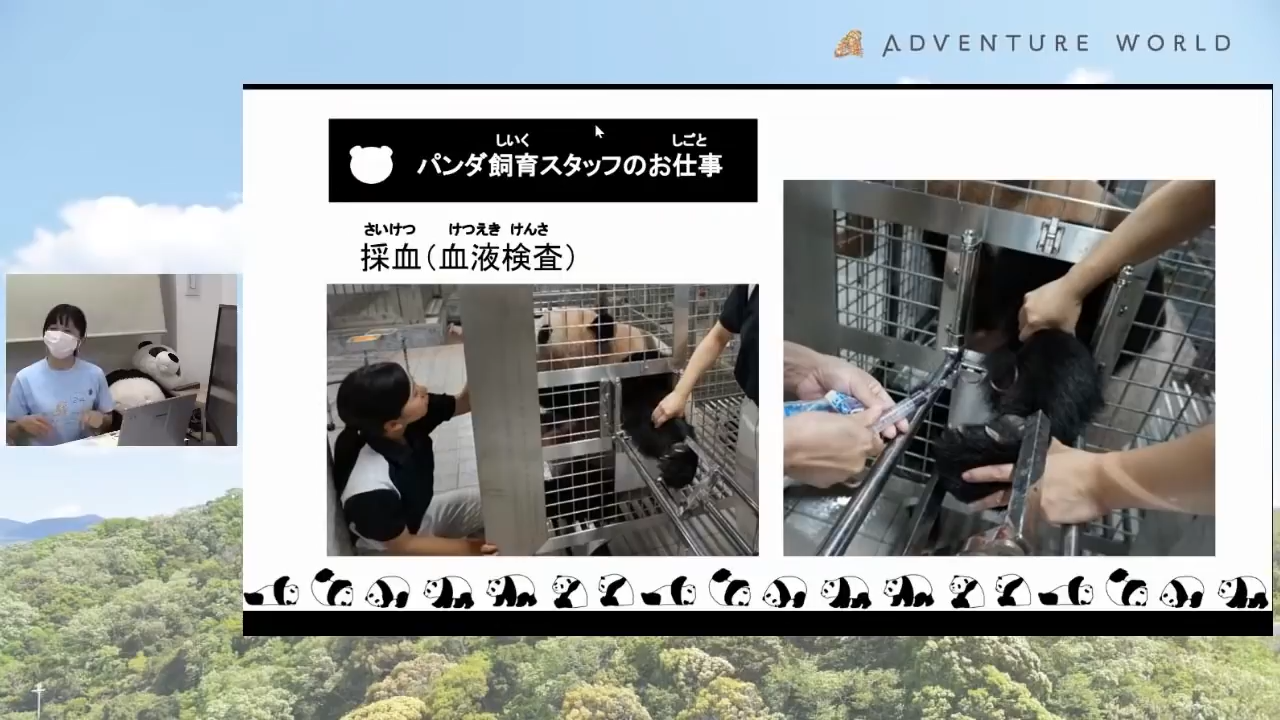 ADVENTURE WORLD
しいく しごと
パンダ飼育スタッフのお仕事
さいけつ けつえき けんさ
採血(血液検査)